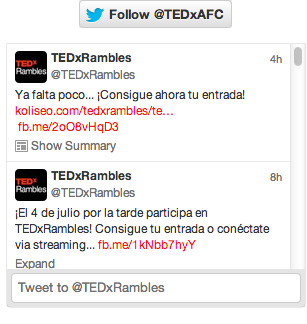 Follow @TEDxAFC
TEDx
Rambles
TEDxRambles
4h
@TEDxRambles
Ya falta poco... ¡Consigue ahora tu entrada!
koliseo.com/tedxrambles/te…
fb.me/2oO8vHqD3
Show Summary
TEDx
Rambles
TEDxRambles
8h
@TEDxRambles
¡El 4 de julio por la tarde participa en
TEDxRambles! Consigue tu entrada o conéctate
via streaming... fb.me/1kNbb7hyY
Expand
Tweet to @TEDxRambles